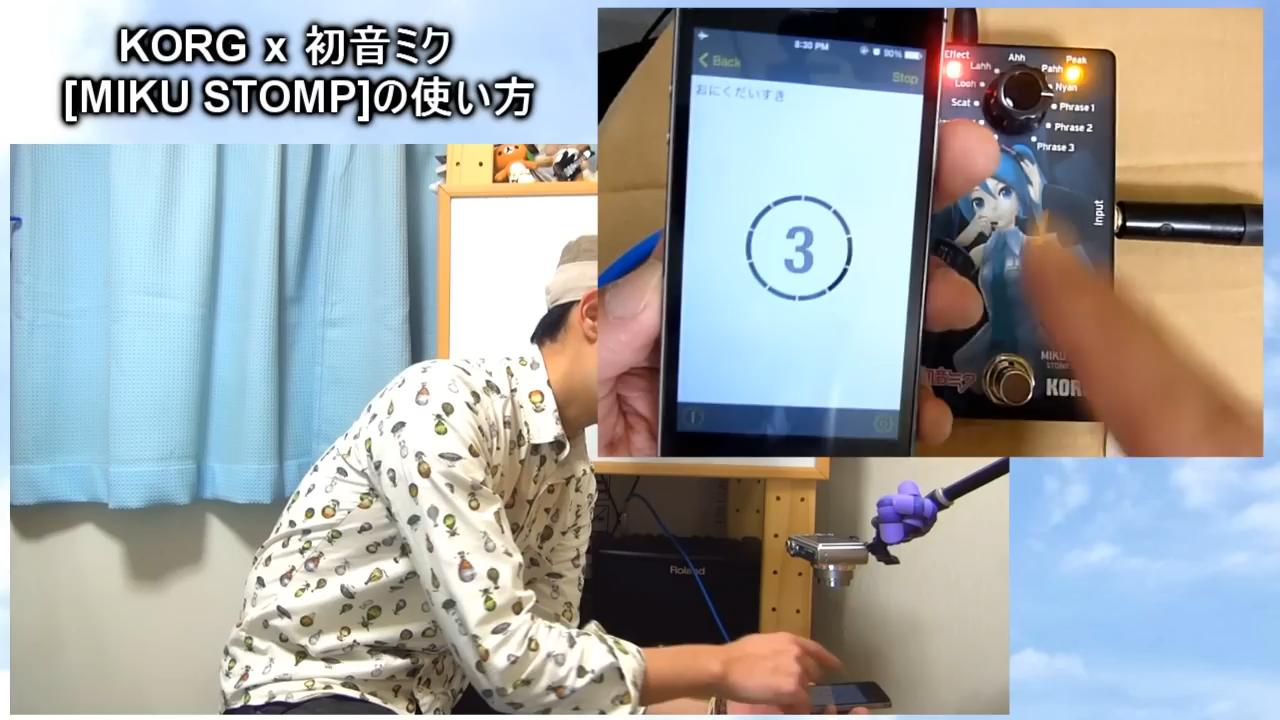 KORG x 初音ミク
[MIKU STOMP]の使い方
8:30 PM
90%
Back
Stop
おにくだいすき
3
Effect
Ahh
Peak
Lahh
Pahh
Looh
Nyan
Scat
Phrase 1
Phrase 2
Phrase 3
Input
MIKU
初音ミク
KOR
Roland